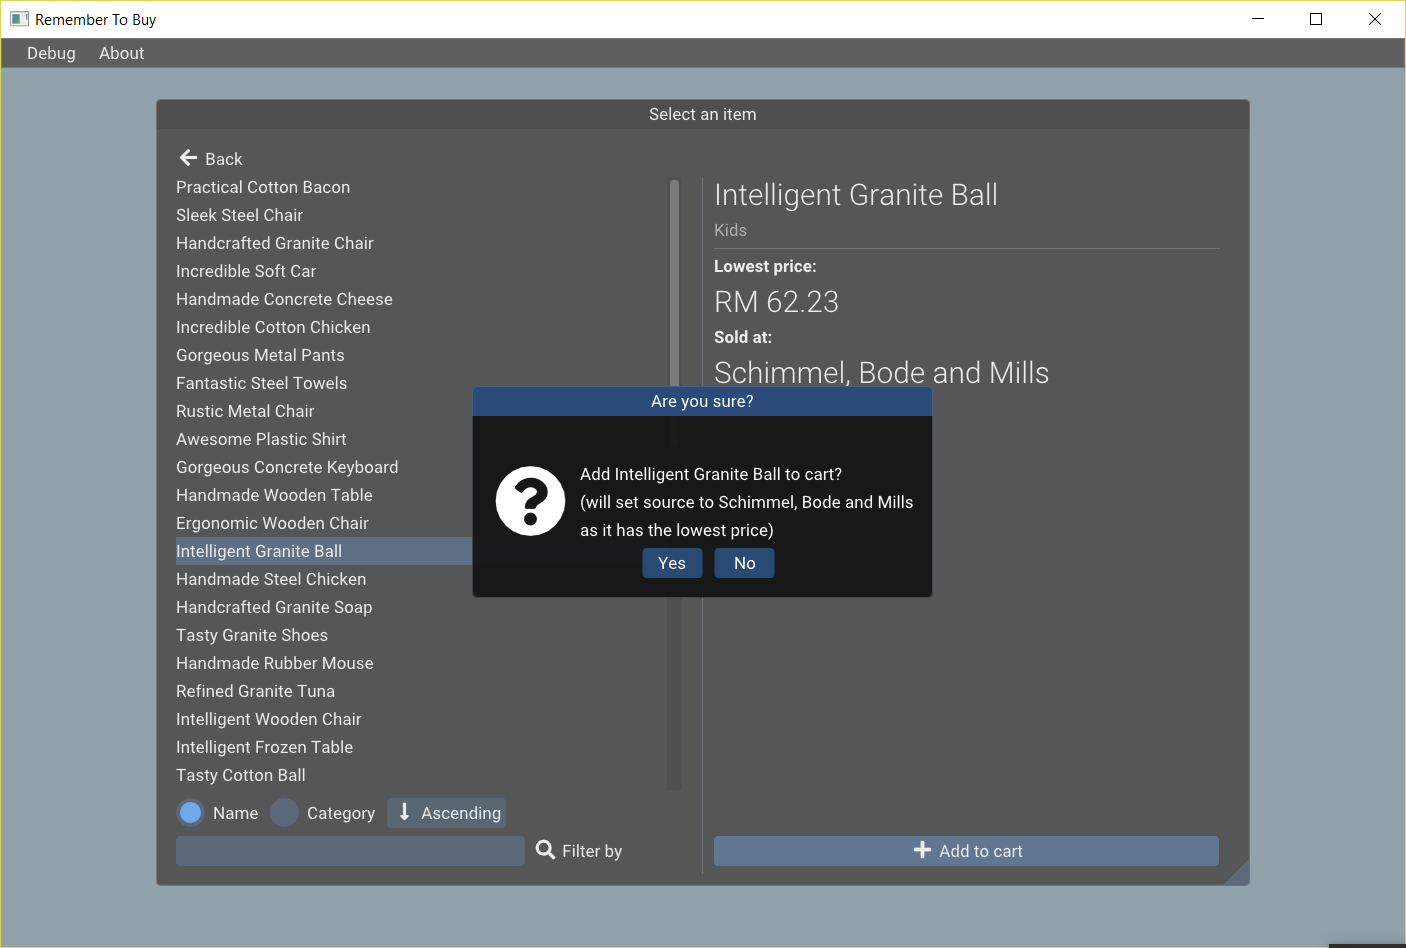 Remember To Buy
Debug About
Select an item
Back
Practical Cotton Bacon
Sleek Steel Chair
Handcrafted Granite Chair
Incredible Soft Car
Handmade Concrete Cheese
Incredible Cotton Chicken
Gorgeous Metal Pants
Fantastic Steel Towels
Rustic Metal Chair
Awesome Plastic Shirt
Gorgeous Concrete Keyboard
Handmade Wooden Table
Ergonomic Wooden Chair
Intelligent Granite Ball
Handmade Steel Chicken
Handcrafted Granite Soap
Tasty Granite Shoes
Handmade Rubber Mouse
Refined Granite Tuna
Intelligent Wooden Chair
Intelligent Frozen Table
Tasty Cotton Ball
Name Category Ascending
Filter by
Intelligent Granite Ball
Kids
Lowest price:
RM 62.23
Sold at:
Schimmel, Bode and Mills
Add to cart
Are you sure?
Add Intelligent Granite Ball to cart?
(will set source to Schimmel, Bode and Mills
as it has the lowest price)
Yes No